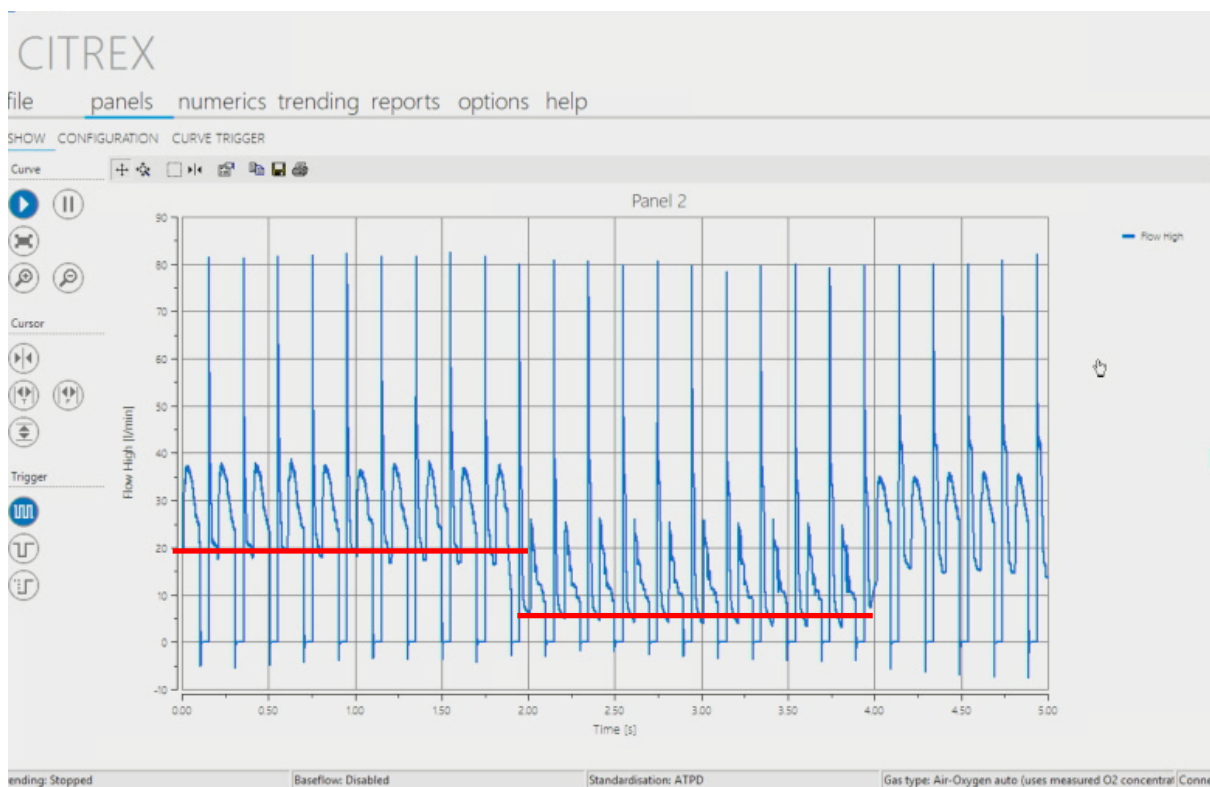 CITREX
file panels numerics trending reports options help
SHOW CONFIGURATION CURVE TRIGGER
Curve
Cursor
Trigger
Panel 2
Flow High
Flow High [l/min]
90
80
70
60
50
40
30
20
10
0
-10
0.00 0.50 1.00 1.50 2.00 2.50 3.00 3.50 4.00 4.50 5.00
Time [s]
ending: Stopped Baseflow: Disabled Standardisation: ATPD Gas type: Air-Oxygen auto (uses measured O2 concentrat Conne